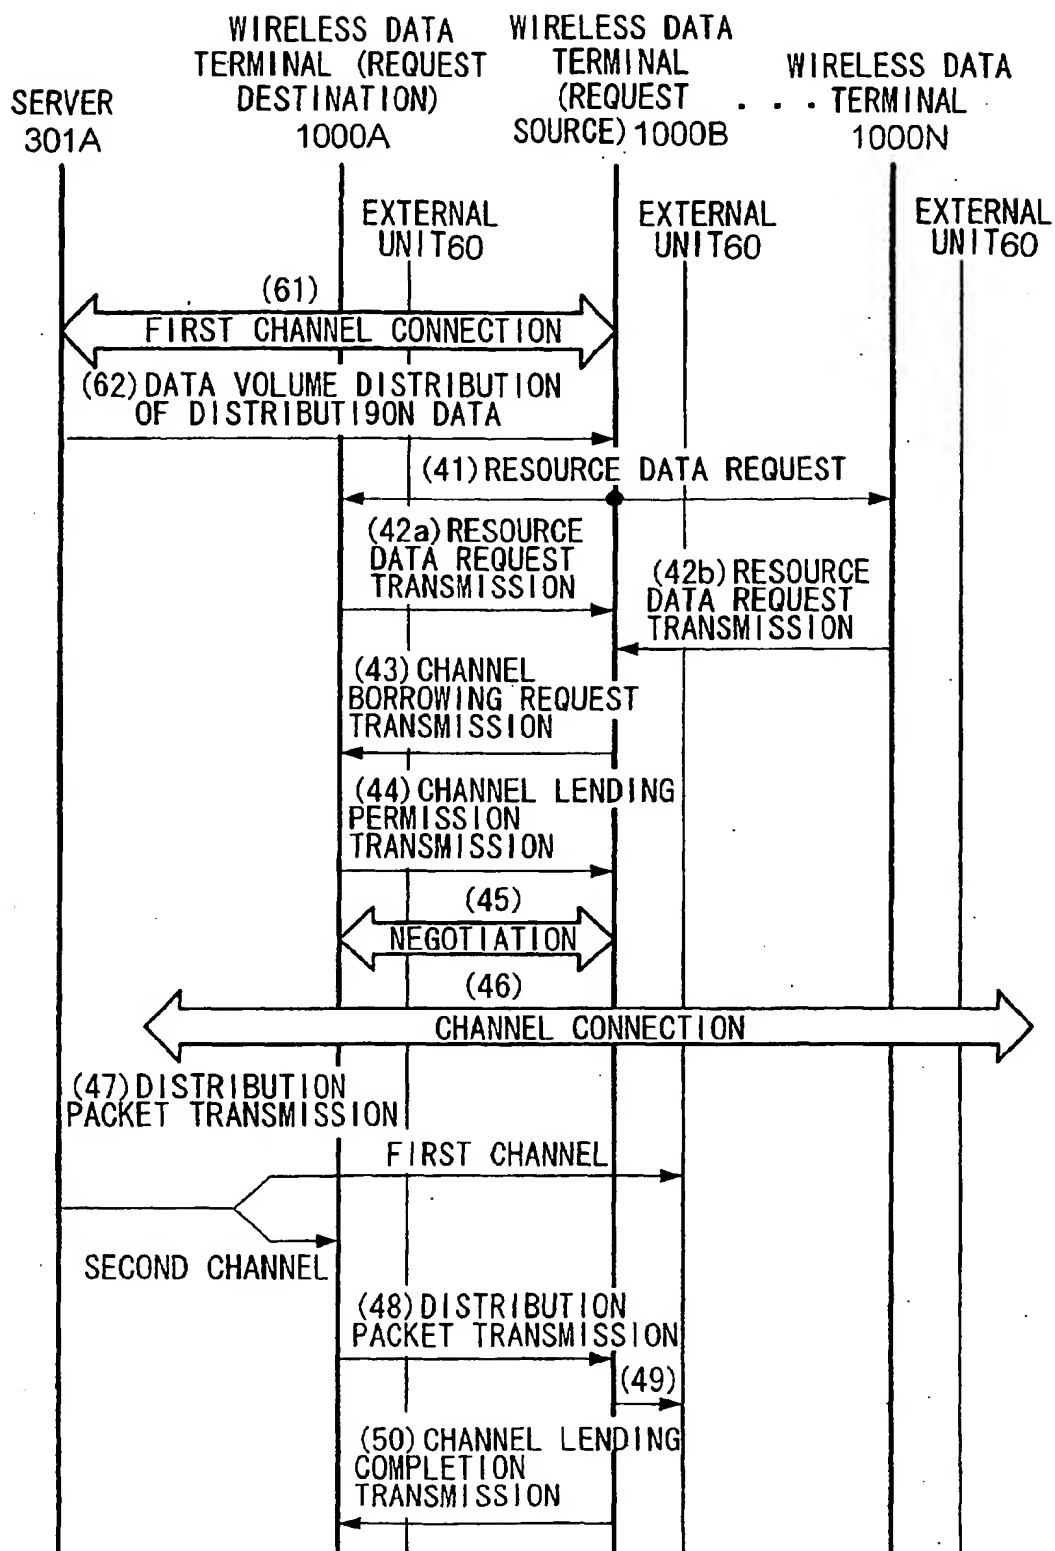 WIRELESS DATA
TERMINAL (REQUEST
DESTINATION)
1000A
WIRELESS DATA
TERMINAL
(REQUEST
SOURCE) 1000B
. . .
WIRELESS DATA
TERMINAL
1000N
SERVER
301A
EXTERNAL
UNIT60
EXTERNAL
UNIT60
EXTERNAL
UNIT60
(61)
FIRST CHANNEL CONNECTION
(62) DATA VOLUME DISTRIBUTION
OF DISTRIBUTI9ON DATA
(41) RESOURCE DATA REQUEST
(42a) RESOURCE
DATA REQUEST
TRANSMISSION
(42b) RESOURCE
DATA REQUEST
TRANSMISSION
(43) CHANNEL
BORROWING REQUEST
TRANSMISSION
(44) CHANNEL LENDING
PERMISSION
TRANSMISSION
(45)
NEGOTIATION
(46)
CHANNEL CONNECTION
(47) DISTRIBUTION
PACKET TRANSMISSION
FIRST CHANNEL
SECOND CHANNEL
(48) DISTRIBUTION
PACKET TRANSMISSION
(49)
(50) CHANNEL LENDING
COMPLETION
TRANSMISSION